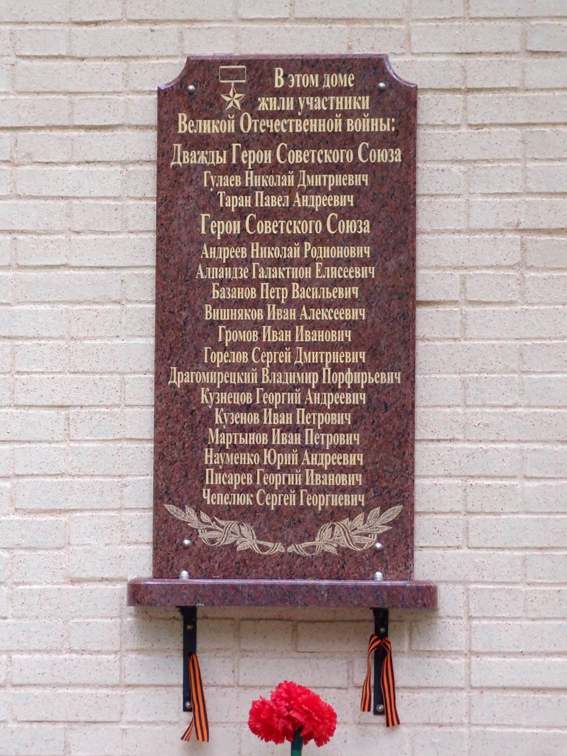 В этом доме
жили участники
Великой Отечественной войны:
Дважды Герои Советского Союза
Гулаев Николай Дмитриевич
Таран Павел Андреевич
Герои Советского Союза
Андреев Николай Родионович
Алпаидзе Галактион Елисеевич
Базанов Петр Васильевич
Вишняков Иван Алексеевич
Громов Иван Иванович
Горелов Сергей Дмитриевич
Драгомирецкий Владимир Порфирьевич
Кузнецов Георгий Андреевич
Кузенов Иван Петрович
Мартынов Иван Петрович
Науменко Юрий Андреевич
Писарев Георгий Иванович
Чепелюк Сергей Георгиевич